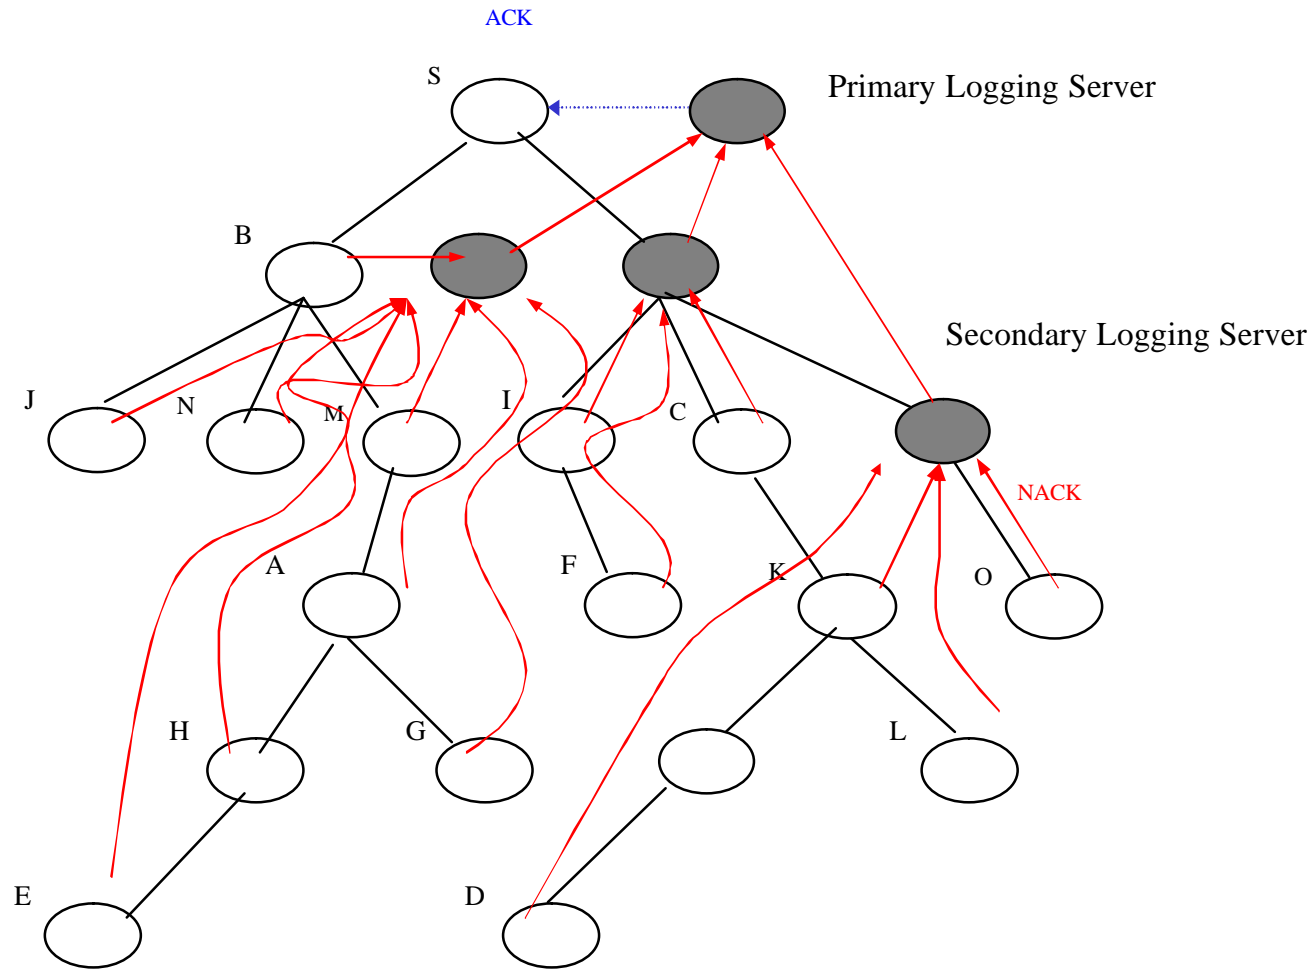 ACK
S
Primary Logging Server
B
Secondary Logging Server
J
N
M
I
C
NACK
A
F
K
O
H
G
L
E
D